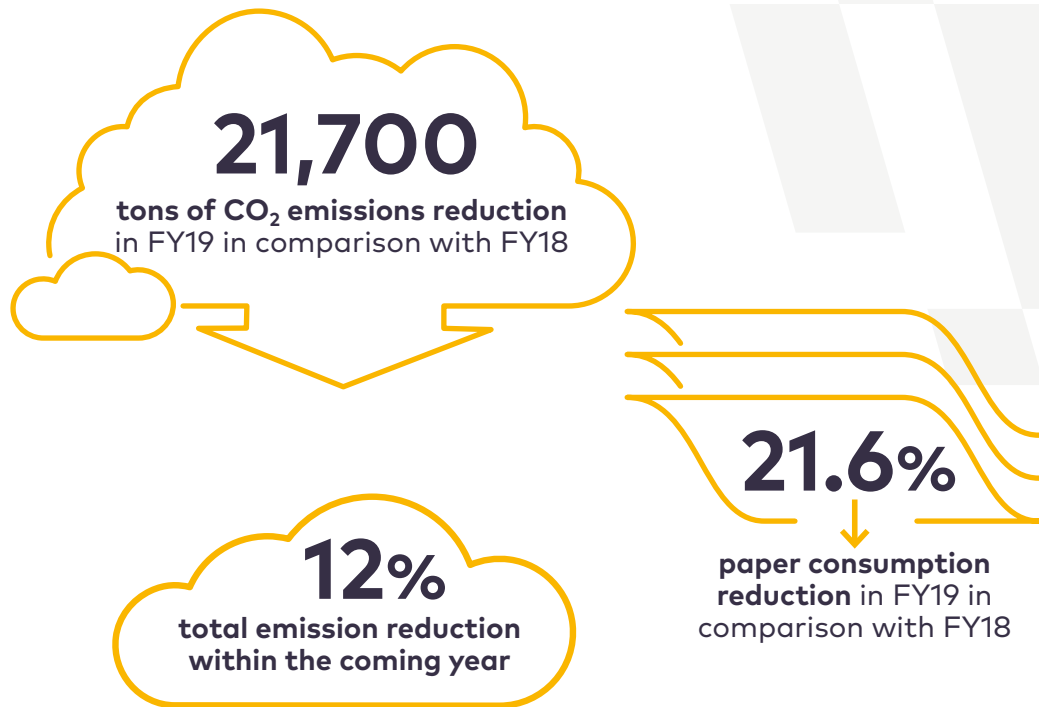 21,700
tons of CO₂ emissions reduction
in FY19 in comparison with FY18
21.6%
paper consumption
reduction in FY19 in
comparison with FY18
12%
total emission reduction
within the coming year